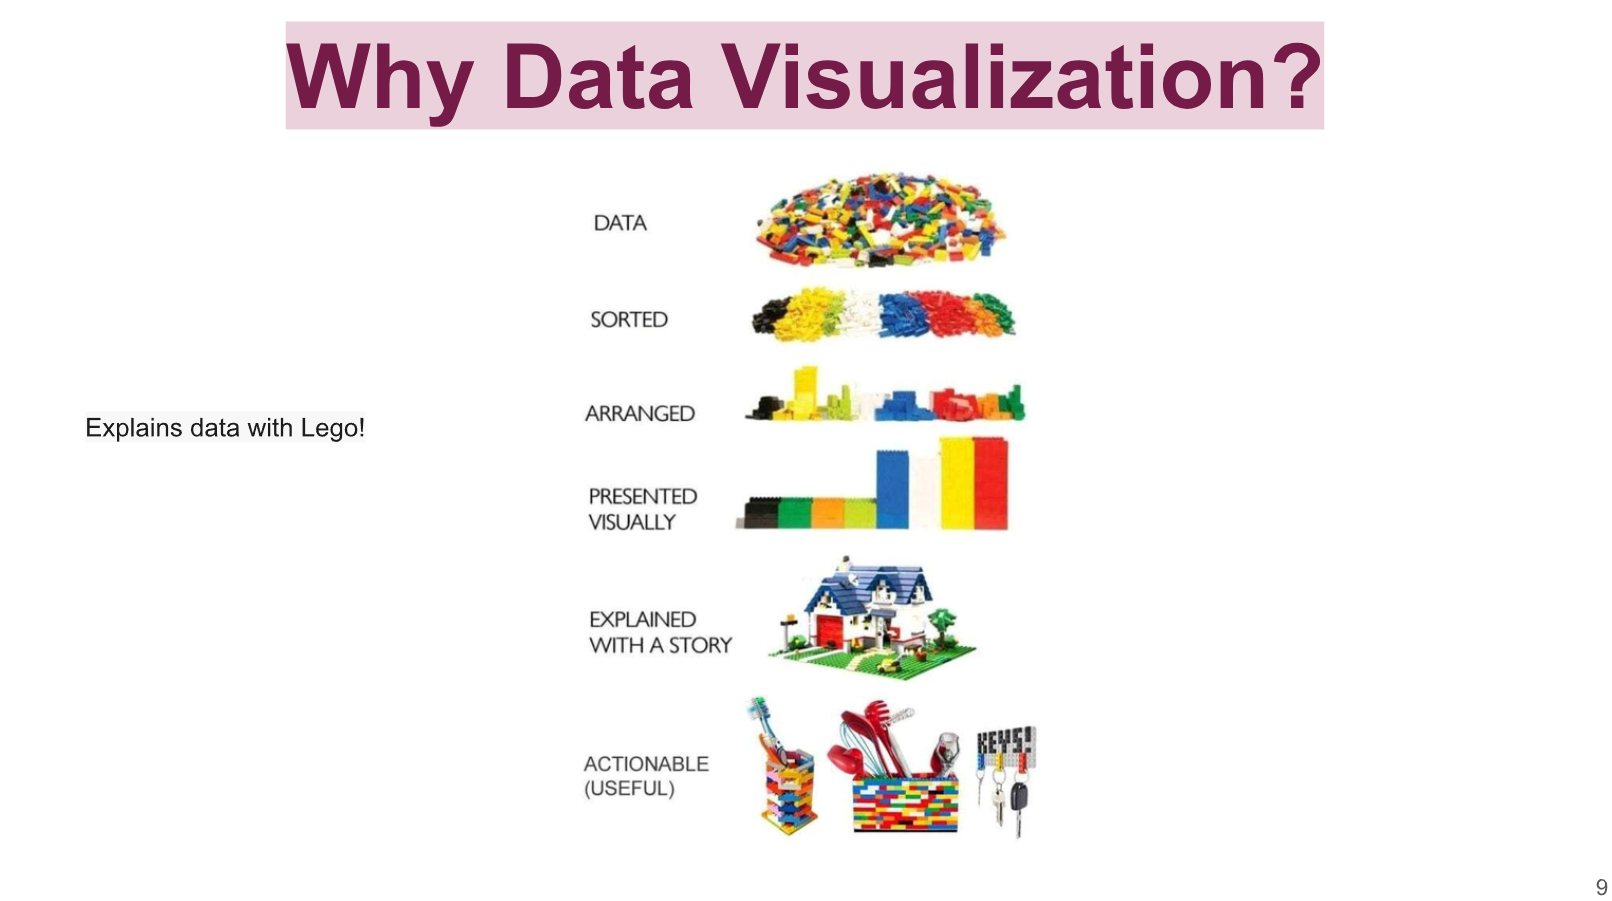 Why Data Visualization?
DATA
SORTED
Explains data with Lego!
ARRANGED
PRESENTED
VISUALLY
EXPLAINED
WITH A STORY
ACTIONABLE
(USEFUL)
KEYS!
9